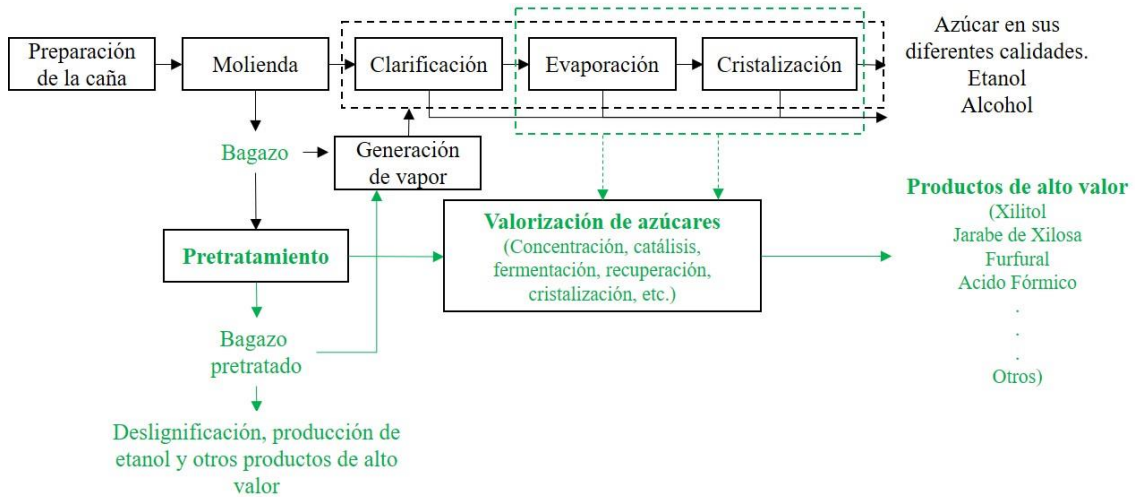 Preparación
de la caña
Molienda
Clarificación
Evaporación
Cristalización
Azúcar en sus
diferentes calidades.
Etanol
Alcohol
Bagazo
Generación
de vapor
Pretratamiento
Valorización de azúcares
(Concentración, catálisis,
fermentación, recuperación,
cristalización, etc.)
Productos de alto valor
(Xilitol
Jarabe de Xilosa
Furfural
Acido Fórmico
.
.
.
Otros)
Bagazo
pretratado
Deslignificación, producción de
etanol y otros productos de alto
valor